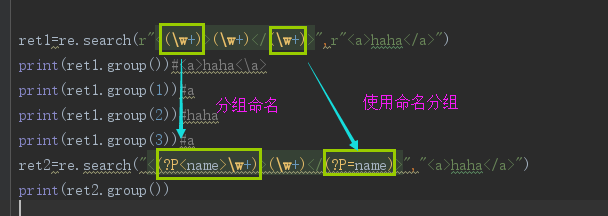 ret1=re.search(r"<(\w+)>(\w+)</(\w+)>",r"<a>haha</a>")
print(ret1.group())#<a>haha<\a>
print(ret1.group(1))#a
分组命名
使用命名分组
print(ret1.group(2))#haha
print(ret1.group(3))#a
ret2=re.search("<(?P<name>\w+)>(\w+)</(?P=name)>","<a>haha</a>")
print(ret2.group())